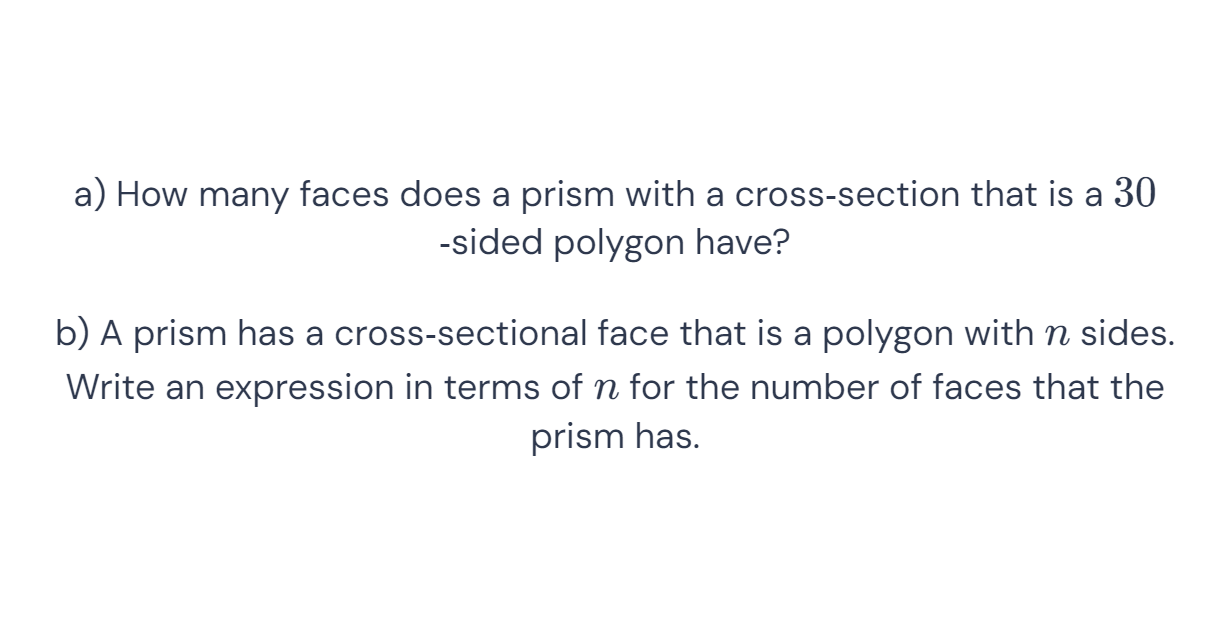 a) How many faces does a prism with a cross-section that is a 30
-sided polygon have?
b) A prism has a cross-sectional face that is a polygon with n sides.
Write an expression in terms of n for the number of faces that the
prism has.